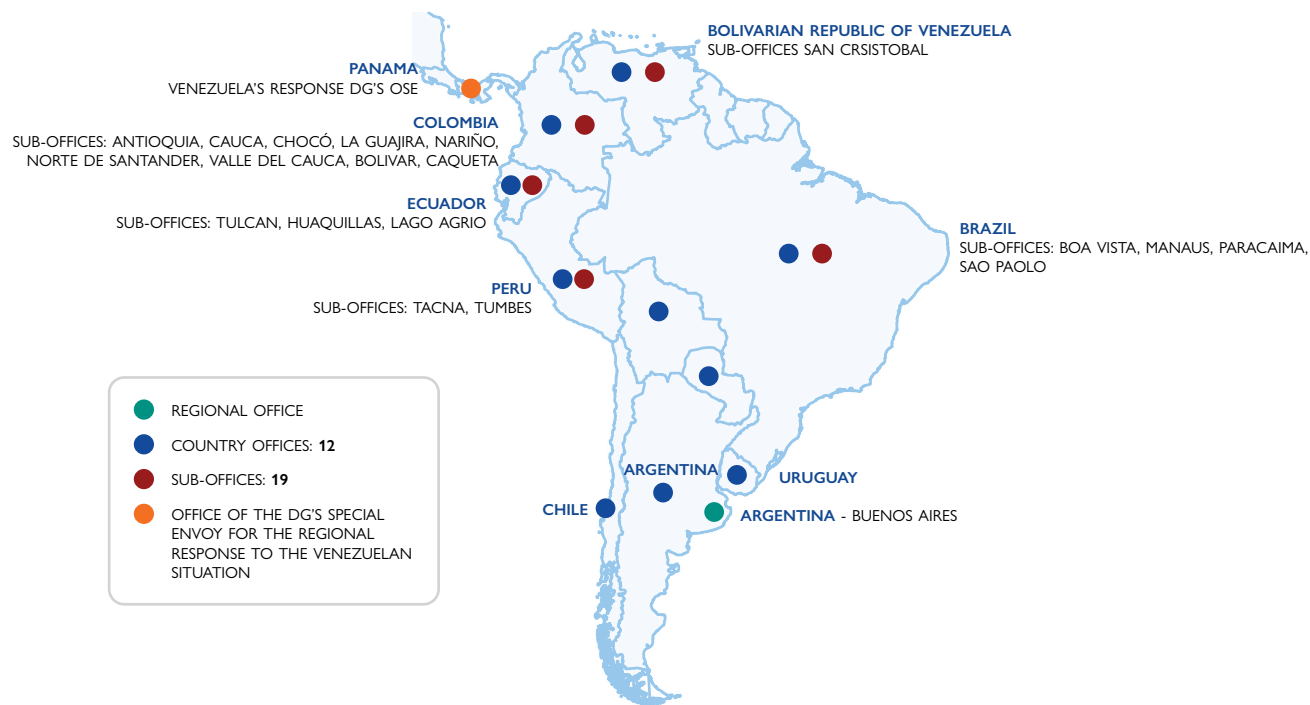 BOLIVARIAN REPUBLIC OF VENEZUELA
SUB-OFFICES SAN CRSISTOBAL
PANAMA
VENEZUELA'S RESPONSE DG'S OSE
COLOMBIA
SUB-OFFICES: ANTIOQUIA, CAUCA, CHOCÓ, LA GUAJIRA, NARIÑO,
NORTE DE SANTANDER, VALLE DEL CAUCA, BOLIVAR, CAQUETA
ECUADOR
SUB-OFFICES: TULCAN, HUAQUILLAS, LAGO AGRIO
BRAZIL
SUB-OFFICES: BOA VISTA, MANAUS, PARACAIMA,
SAO PAOLO
PERU
SUB-OFFICES: TACNA, TUMBES
REGIONAL OFFICE
COUNTRY OFFICES: 12
SUB-OFFICES: 19
OFFICE OF THE DG'S SPECIAL
ENVOY FOR THE REGIONAL
RESPONSE TO THE VENEZUELAN
SITUATION
ARGENTINA
URUGUAY
CHILE
ARGENTINA - BUENOS AIRES